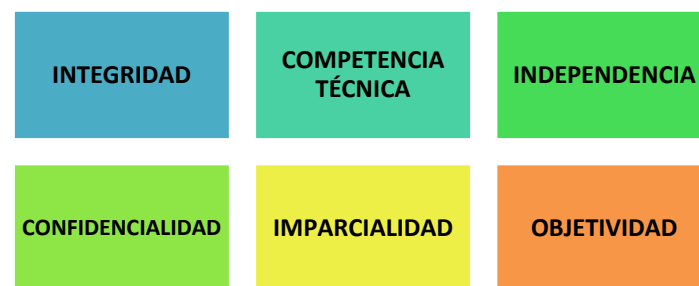 INTEGRIDAD
COMPETENCIA
TÉCNICA
INDEPENDENCIA
CONFIDENCIALIDAD
IMPARCIALIDAD
OBJETIVIDAD